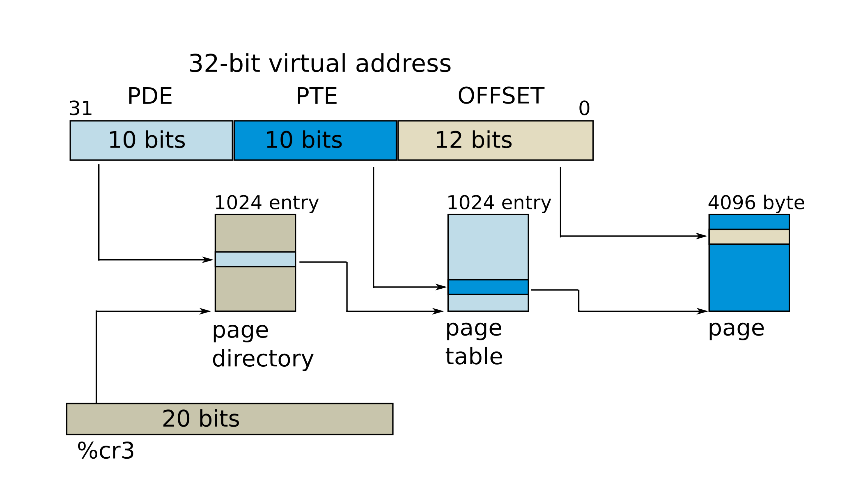 32-bit virtual address
PDE PTE OFFSET
31 0
10 bits 10 bits 12 bits
1024 entry 1024 entry 4096 byte
page directory
page table
page
20 bits
%cr3